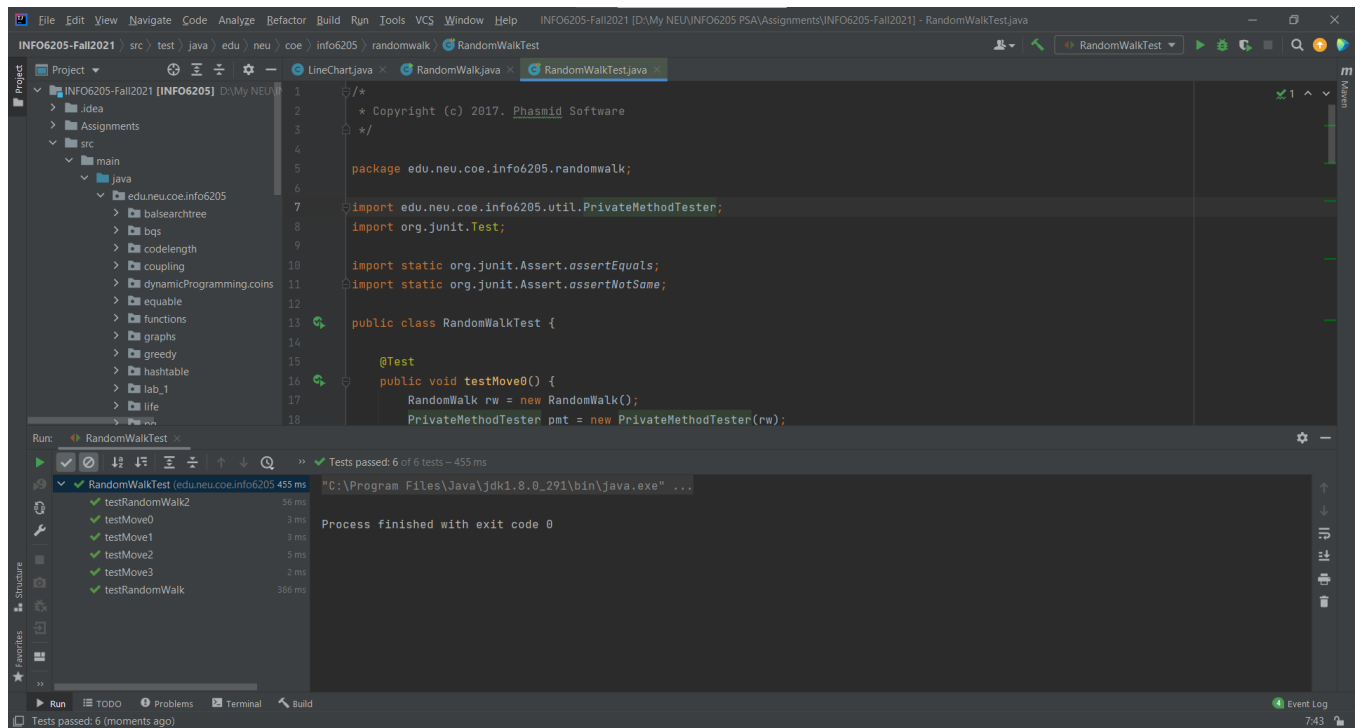 File Edit View Navigate Code Analyze Refactor Build Run Tools VCS Window Help INFO6205-Fall2021 [D:\My NEU\INFO6205 PSA\Assignments\INFO6205-Fall2021] - RandomWalkTest.java
INFO6205-Fall2021 src test java edu neu coe info6205 randomwalk RandomWalkTest RandomWalkTest
Project LineChart.java RandomWalk.java RandomWalkTest.java
Project
m
Maven
INFO6205-Fall2021 [INFO6205] D:\My NEU\
.idea
Assignments
src
main
java
edu.neu.coe.info6205
balsearchtree
bqs
codelength
coupling
dynamicProgramming.coins
equable
functions
graphs
greedy
hashtable
lab_1
life
1 /*
2 * Copyright (c) 2017. Phasmid Software
3 */
4
5 package edu.neu.coe.info6205.randomwalk;
6
7 import edu.neu.coe.info6205.util.PrivateMethodTester;
8 import org.junit.Test;
9
10 import static org.junit.Assert.assertEquals;
11 import static org.junit.Assert.assertNotSame;
12
13 public class RandomWalkTest {
14
15 @Test
16 public void testMove0() {
17 RandomWalk rw = new RandomWalk();
18 PrivateMethodTester pmt = new PrivateMethodTester(rw);
1
Run: RandomWalkTest
Tests passed: 6 of 6 tests – 455 ms
RandomWalkTest (edu.neu.coe.info6205 455 ms
testRandomWalk2 56 ms
testMove0 3 ms
testMove1 3 ms
testMove2 5 ms
testMove3 2 ms
testRandomWalk 386 ms
"C:\Program Files\Java\jdk1.8.0_291\bin\java.exe" ...
Process finished with exit code 0
Structure
Favorites
Run TODO Problems Terminal Build 4 Event Log
Tests passed: 6 (moments ago) 7:43